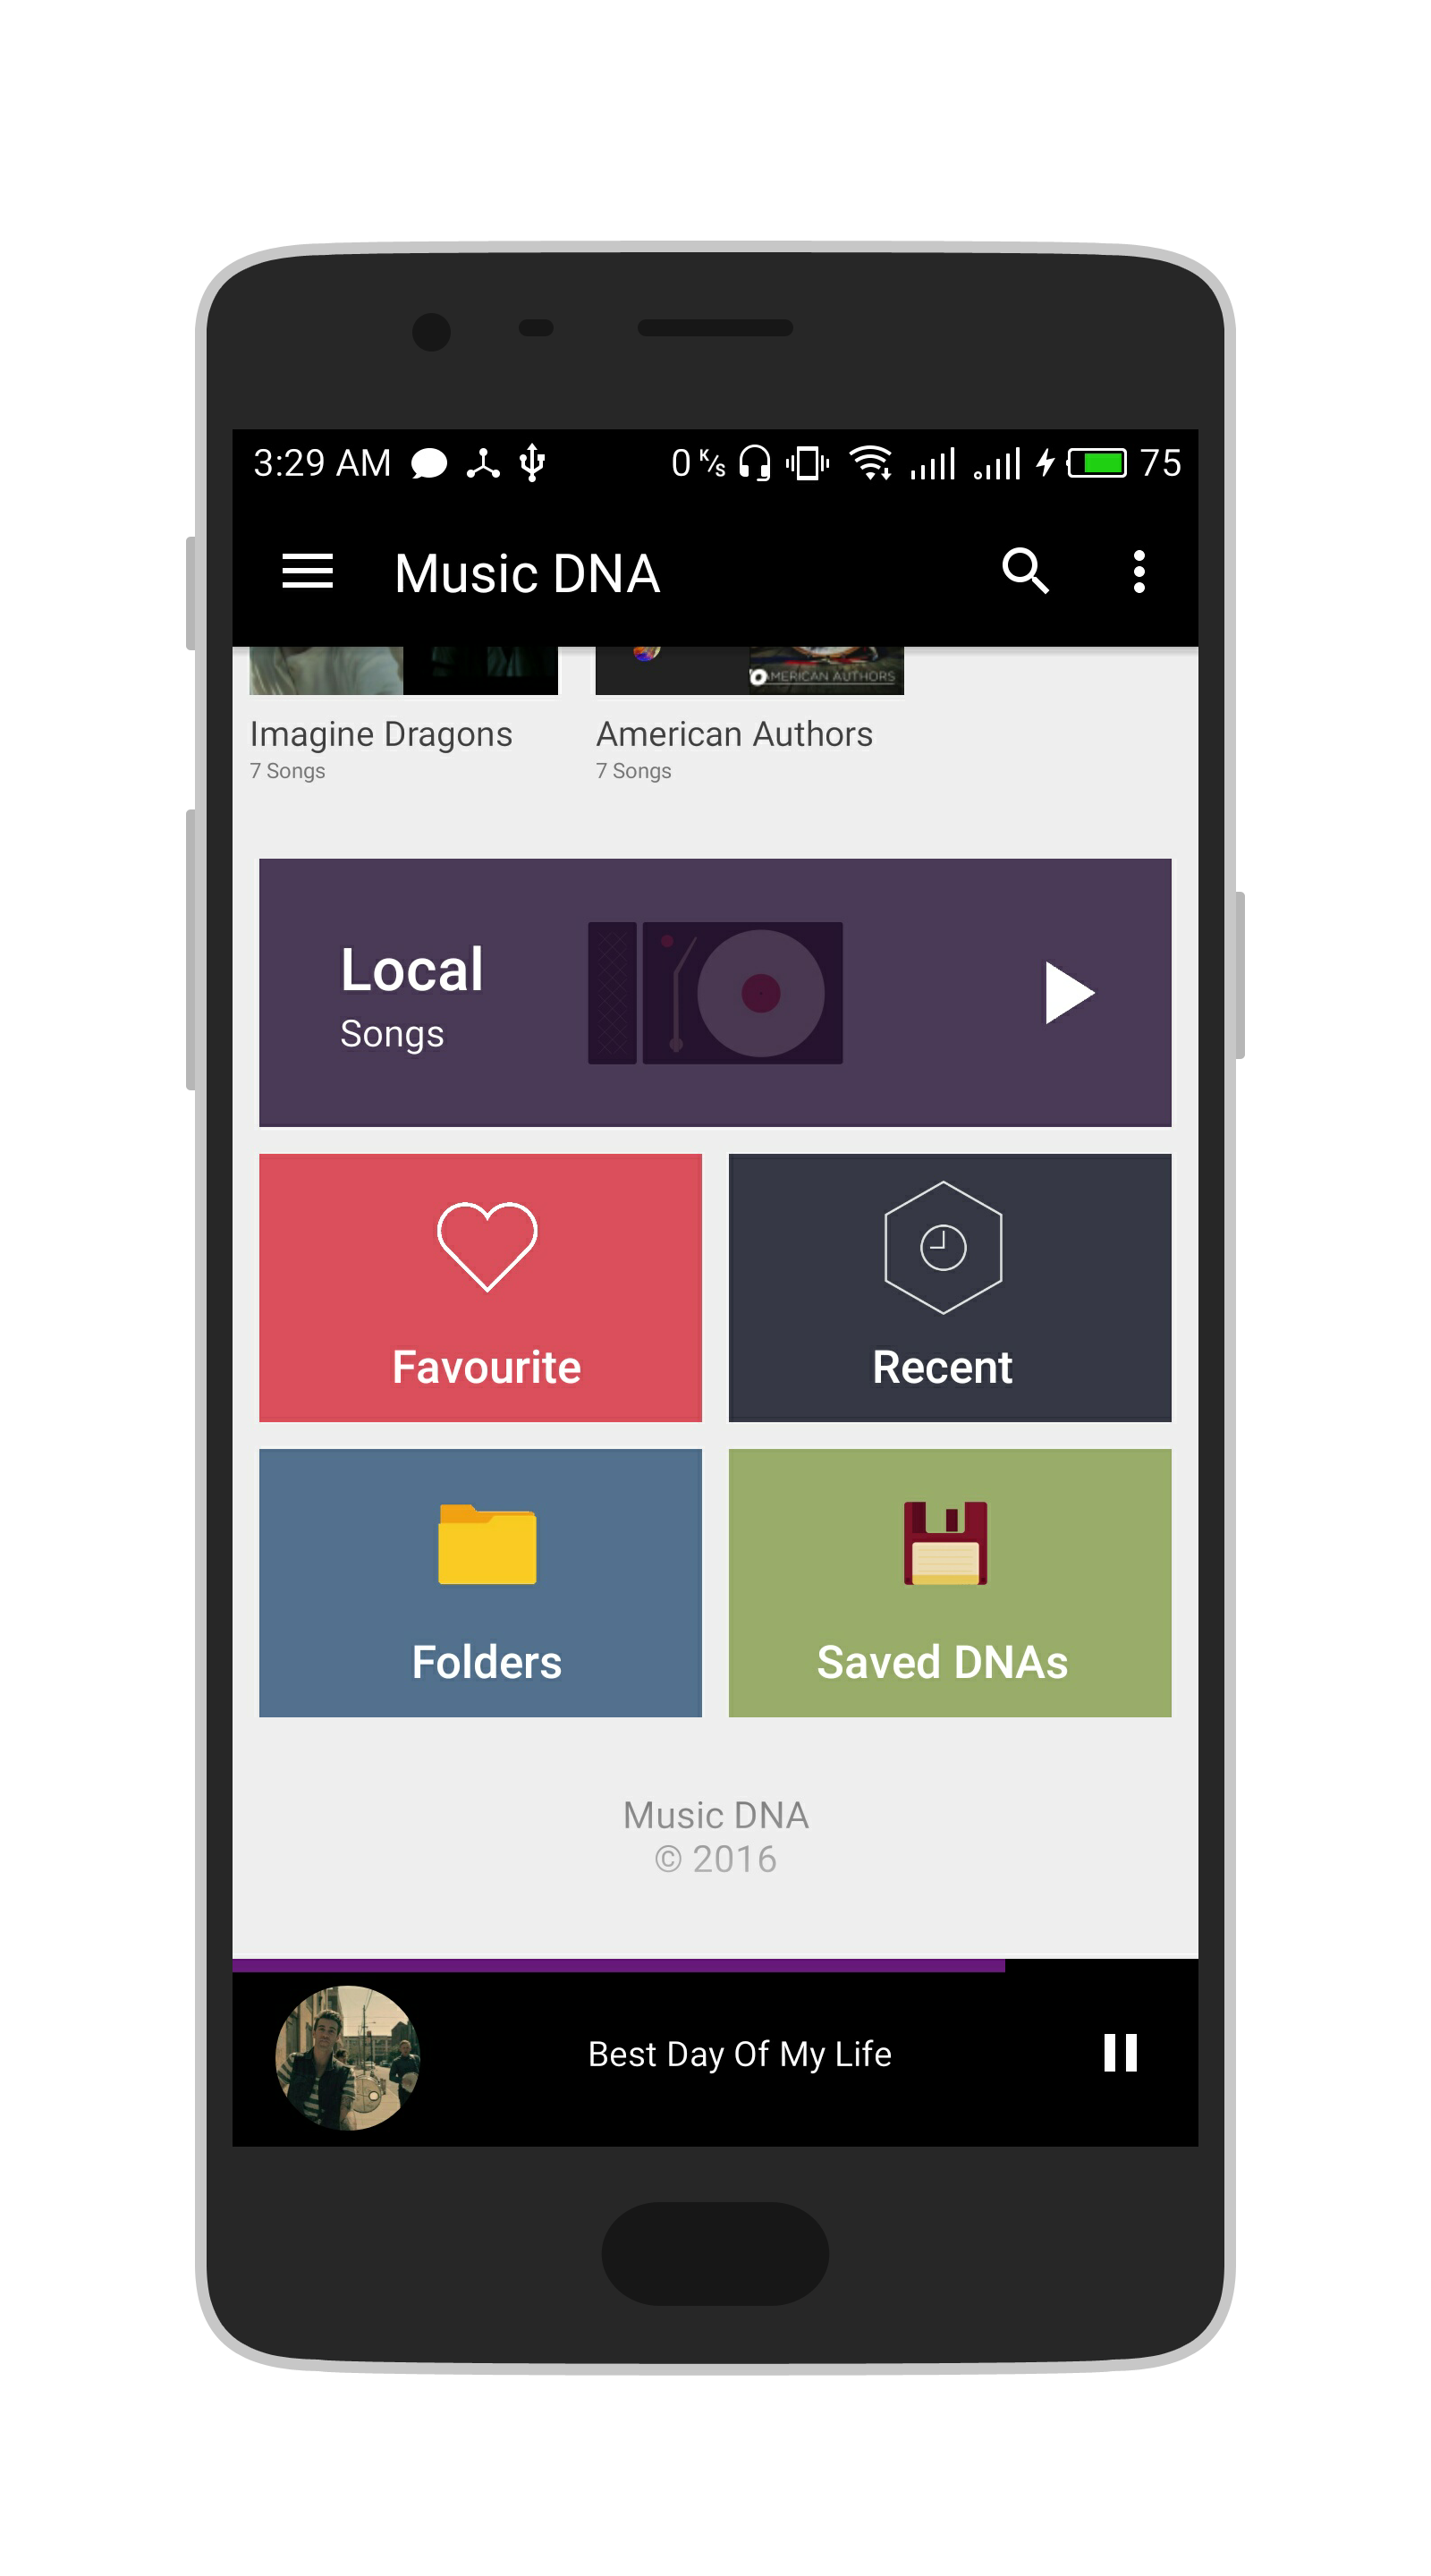 3:29 AM 0 K/s 75
Music DNA
AMERICAN AUTHORS
Imagine Dragons American Authors
7 Songs 7 Songs
Local
Songs
Favourite Recent
Folders Saved DNAs
Music DNA
© 2016
Best Day Of My Life